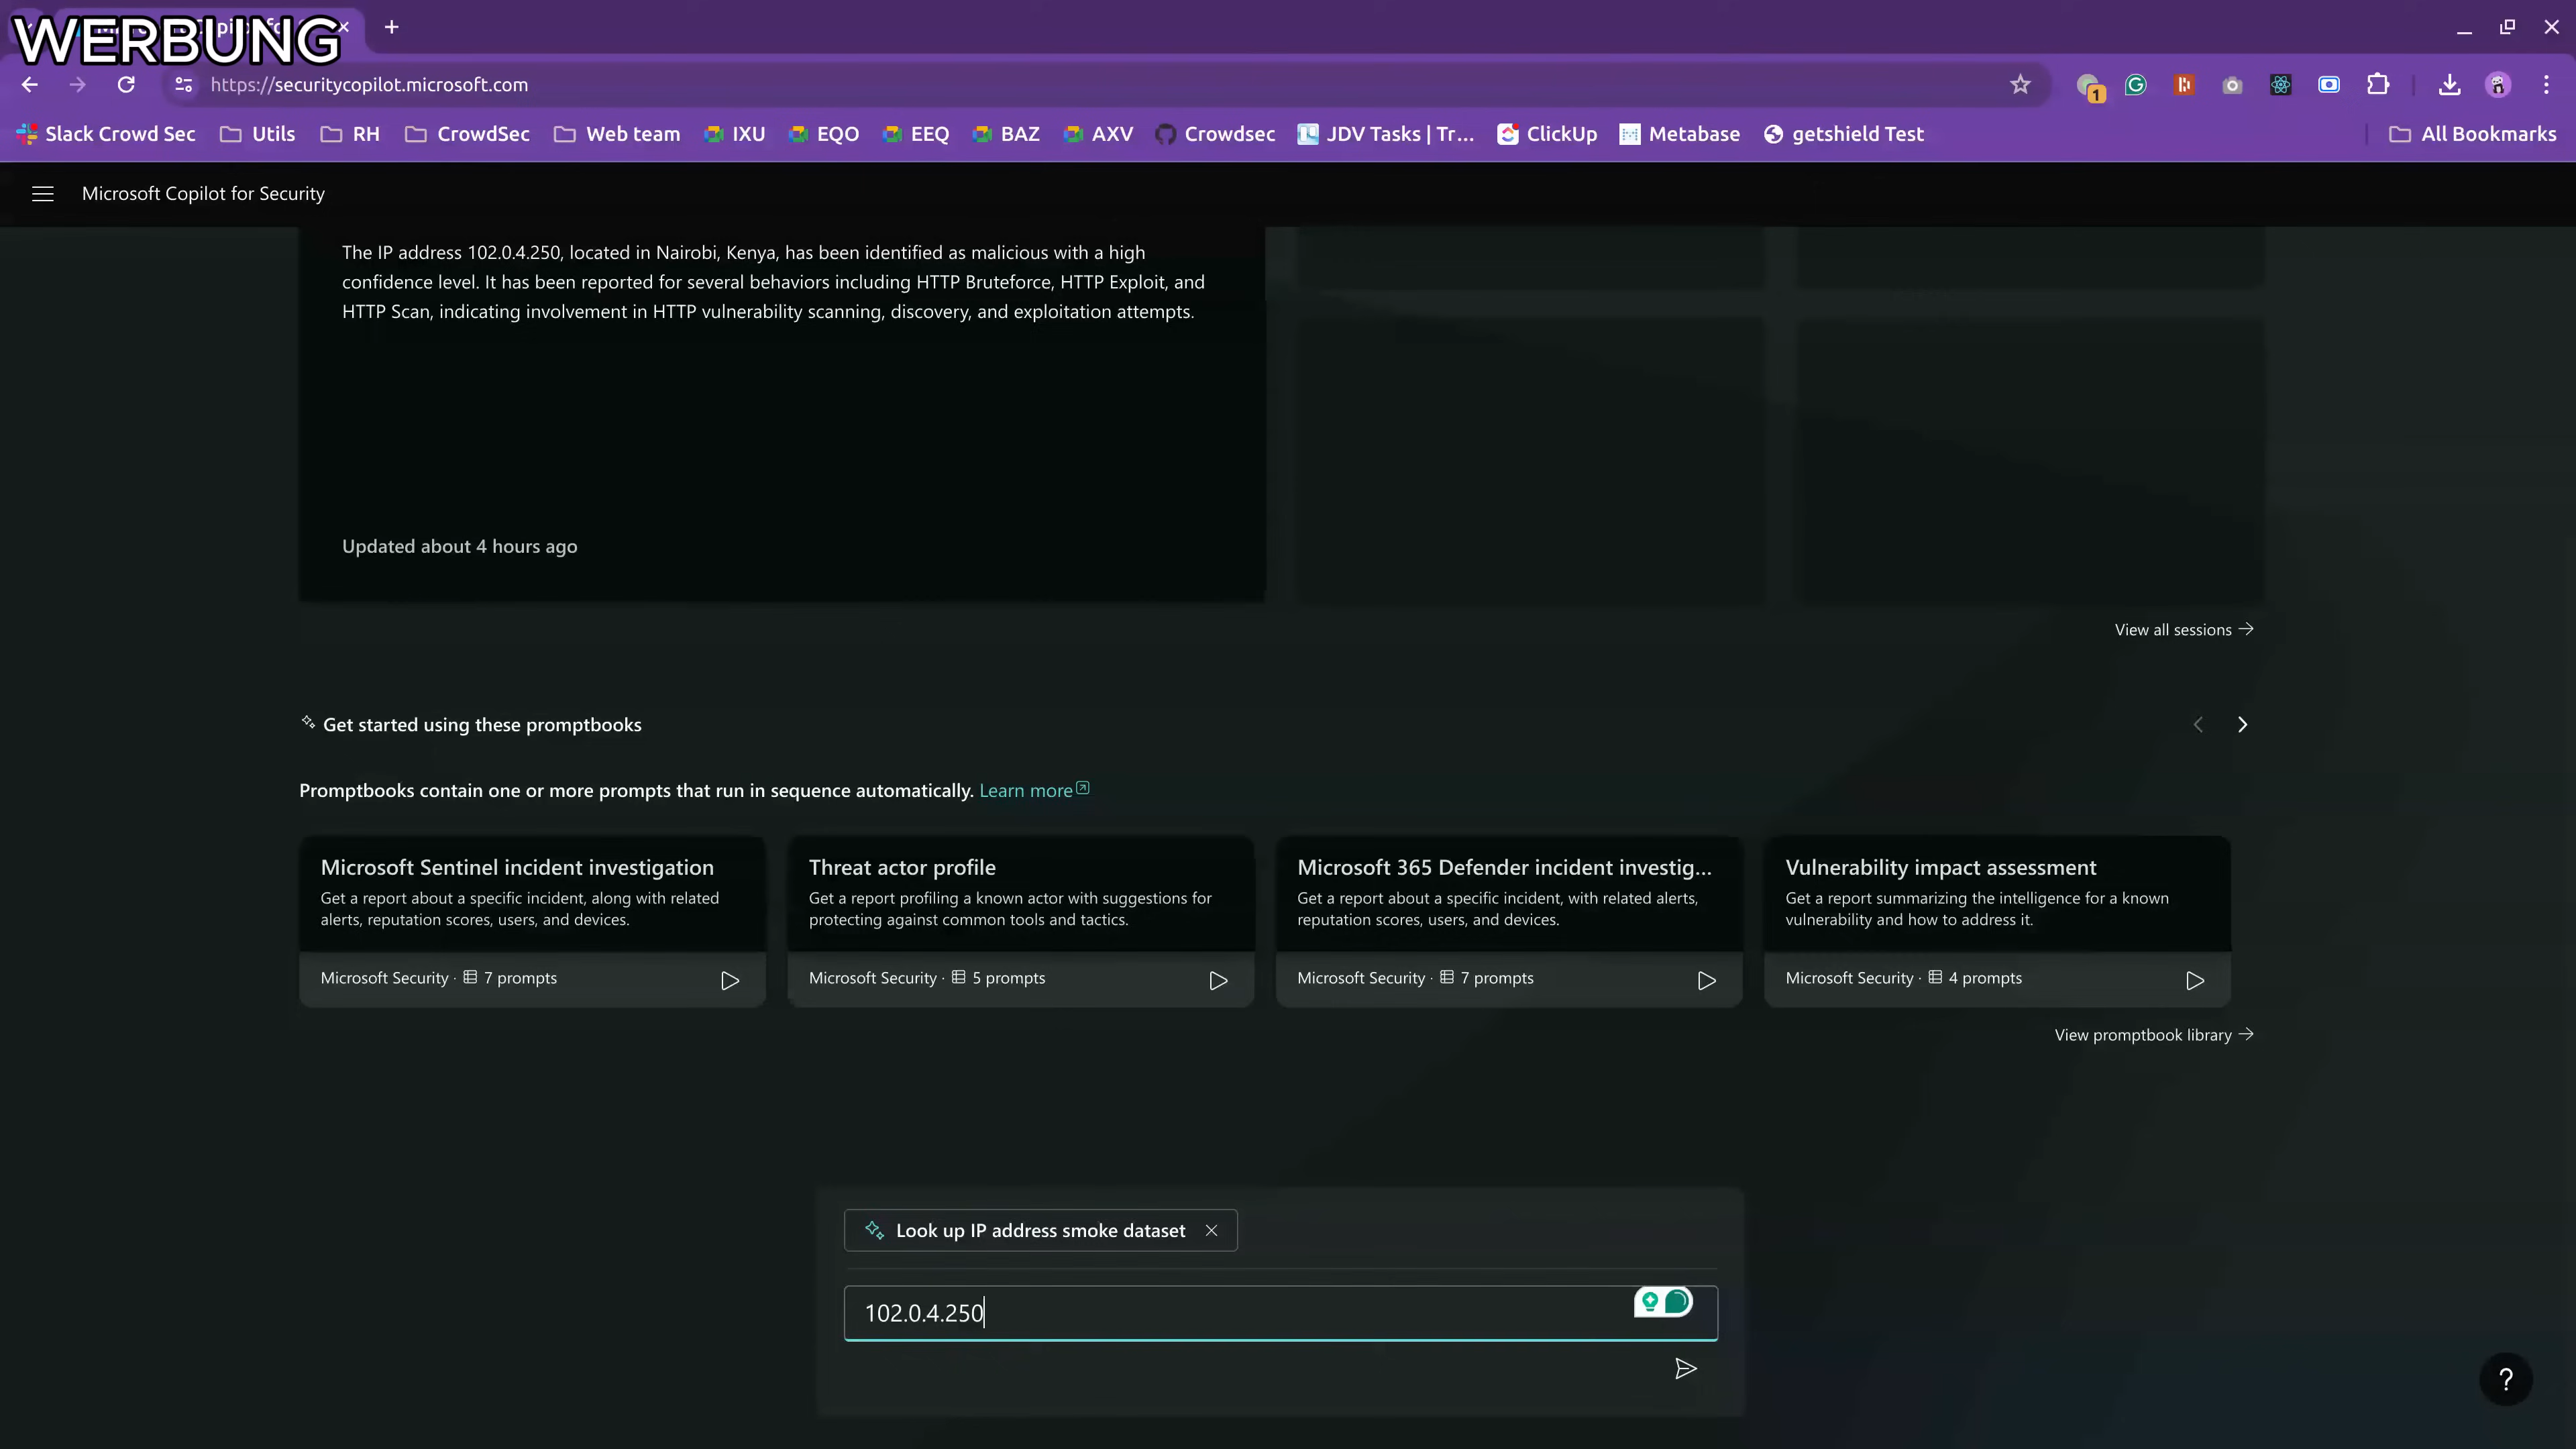 WERBUNG
https://securitycopilot.microsoft.com
1
Slack Crowd Sec Utils RH CrowdSec Web team IXU EQO EEQ BAZ AXV Crowdsec JDV Tasks | Tr... ClickUp Metabase getshield Test All Bookmarks
Microsoft Copilot for Security
The IP address 102.0.4.250, located in Nairobi, Kenya, has been identified as malicious with a high
confidence level. It has been reported for several behaviors including HTTP Bruteforce, HTTP Exploit, and
HTTP Scan, indicating involvement in HTTP vulnerability scanning, discovery, and exploitation attempts.
Updated about 4 hours ago
View all sessions
Get started using these promptbooks
Promptbooks contain one or more prompts that run in sequence automatically. Learn more
Microsoft Sentinel incident investigation
Get a report about a specific incident, along with related
alerts, reputation scores, users, and devices.
Microsoft Security · 7 prompts
Threat actor profile
Get a report profiling a known actor with suggestions for
protecting against common tools and tactics.
Microsoft Security · 5 prompts
Microsoft 365 Defender incident investig...
Get a report about a specific incident, with related alerts,
reputation scores, users, and devices.
Microsoft Security · 7 prompts
Vulnerability impact assessment
Get a report summarizing the intelligence for a known
vulnerability and how to address it.
Microsoft Security · 4 prompts
View promptbook library
Look up IP address smoke dataset
102.0.4.250
?